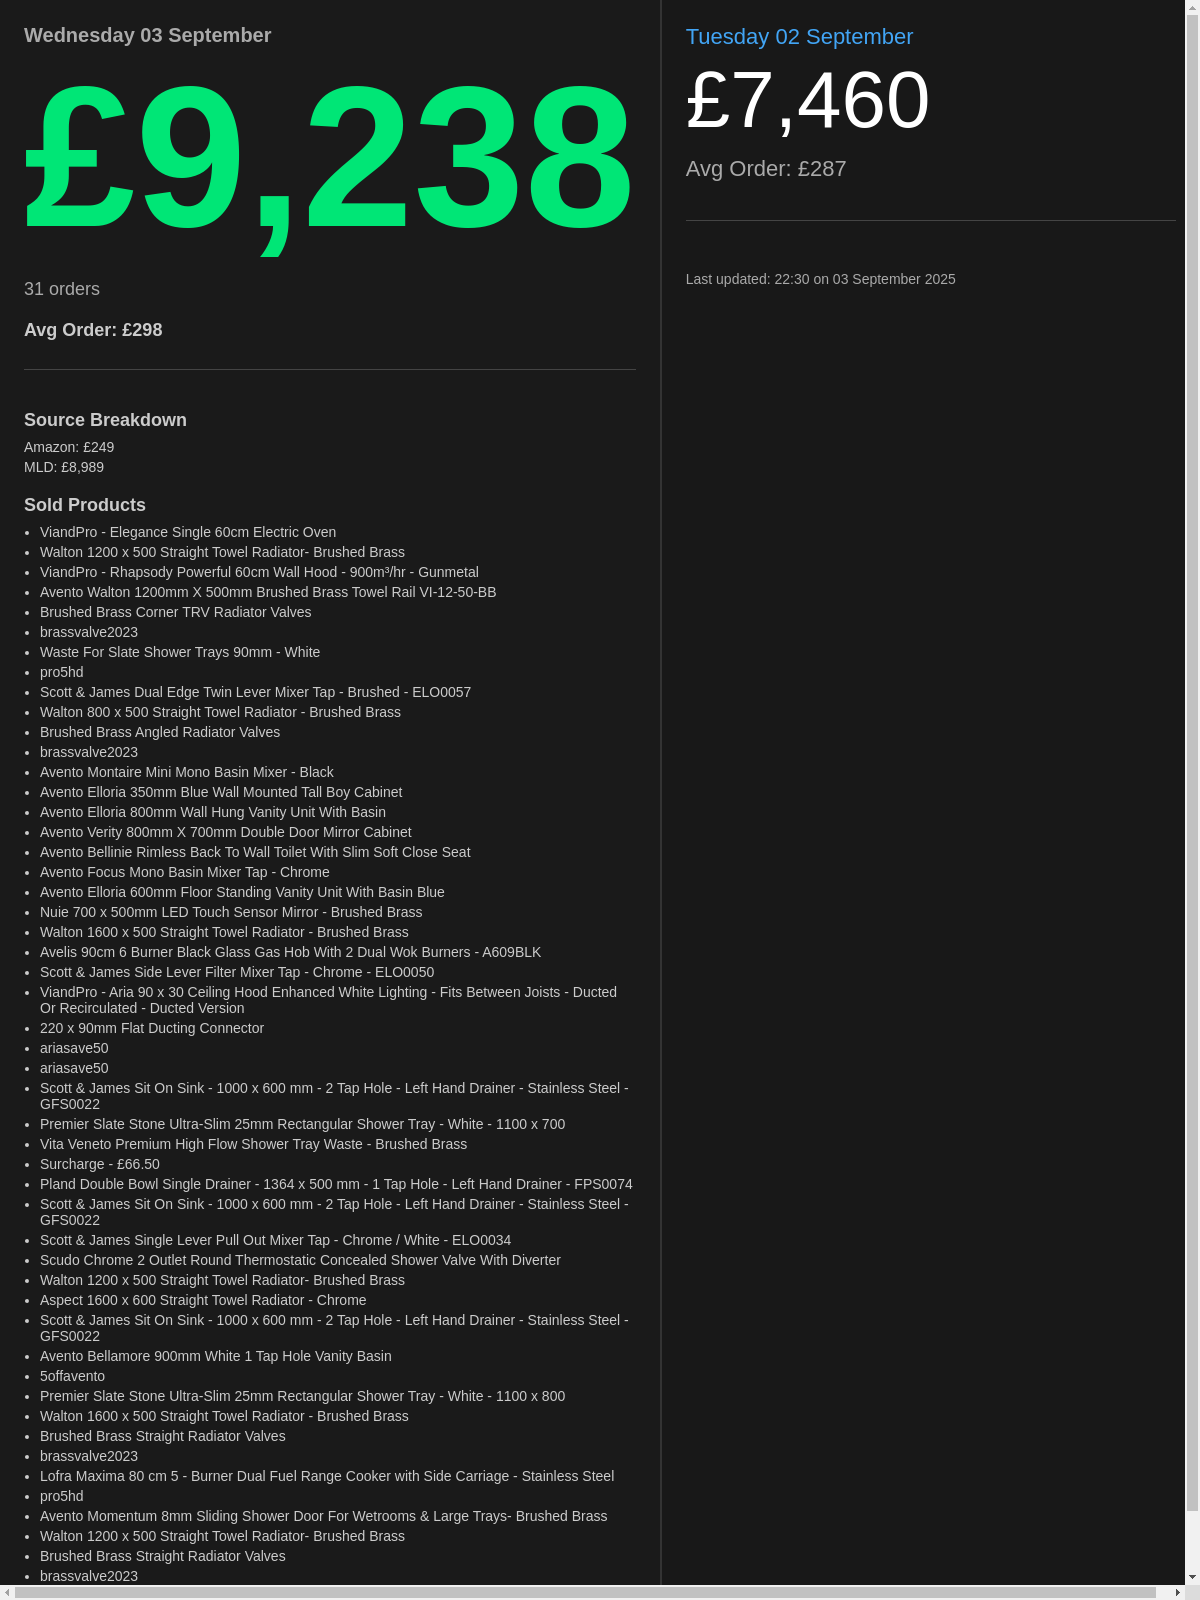 Wednesday 03 September
£9,238
31 orders
Avg Order: £298
Source Breakdown
Amazon: £249
MLD: £8,989
Sold Products
ViandPro - Elegance Single 60cm Electric Oven
Walton 1200 x 500 Straight Towel Radiator- Brushed Brass
ViandPro - Rhapsody Powerful 60cm Wall Hood - 900m³/hr - Gunmetal
Avento Walton 1200mm X 500mm Brushed Brass Towel Rail VI-12-50-BB
Brushed Brass Corner TRV Radiator Valves
brassvalve2023
Waste For Slate Shower Trays 90mm - White
pro5hd
Scott & James Dual Edge Twin Lever Mixer Tap - Brushed - ELO0057
Walton 800 x 500 Straight Towel Radiator - Brushed Brass
Brushed Brass Angled Radiator Valves
brassvalve2023
Avento Montaire Mini Mono Basin Mixer - Black
Avento Elloria 350mm Blue Wall Mounted Tall Boy Cabinet
Avento Elloria 800mm Wall Hung Vanity Unit With Basin
Avento Verity 800mm X 700mm Double Door Mirror Cabinet
Avento Bellinie Rimless Back To Wall Toilet With Slim Soft Close Seat
Avento Focus Mono Basin Mixer Tap - Chrome
Avento Elloria 600mm Floor Standing Vanity Unit With Basin Blue
Nuie 700 x 500mm LED Touch Sensor Mirror - Brushed Brass
Walton 1600 x 500 Straight Towel Radiator - Brushed Brass
Avelis 90cm 6 Burner Black Glass Gas Hob With 2 Dual Wok Burners - A609BLK
Scott & James Side Lever Filter Mixer Tap - Chrome - ELO0050
ViandPro - Aria 90 x 30 Ceiling Hood Enhanced White Lighting - Fits Between Joists - Ducted
Or Recirculated - Ducted Version
220 x 90mm Flat Ducting Connector
ariasave50
ariasave50
Scott & James Sit On Sink - 1000 x 600 mm - 2 Tap Hole - Left Hand Drainer - Stainless Steel -
GFS0022
Premier Slate Stone Ultra-Slim 25mm Rectangular Shower Tray - White - 1100 x 700
Vita Veneto Premium High Flow Shower Tray Waste - Brushed Brass
Surcharge - £66.50
Pland Double Bowl Single Drainer - 1364 x 500 mm - 1 Tap Hole - Left Hand Drainer - FPS0074
Scott & James Sit On Sink - 1000 x 600 mm - 2 Tap Hole - Left Hand Drainer - Stainless Steel -
GFS0022
Scott & James Single Lever Pull Out Mixer Tap - Chrome / White - ELO0034
Scudo Chrome 2 Outlet Round Thermostatic Concealed Shower Valve With Diverter
Walton 1200 x 500 Straight Towel Radiator- Brushed Brass
Aspect 1600 x 600 Straight Towel Radiator - Chrome
Scott & James Sit On Sink - 1000 x 600 mm - 2 Tap Hole - Left Hand Drainer - Stainless Steel -
GFS0022
Avento Bellamore 900mm White 1 Tap Hole Vanity Basin
5offavento
Premier Slate Stone Ultra-Slim 25mm Rectangular Shower Tray - White - 1100 x 800
Walton 1600 x 500 Straight Towel Radiator - Brushed Brass
Brushed Brass Straight Radiator Valves
brassvalve2023
Lofra Maxima 80 cm 5 - Burner Dual Fuel Range Cooker with Side Carriage - Stainless Steel
pro5hd
Avento Momentum 8mm Sliding Shower Door For Wetrooms & Large Trays- Brushed Brass
Walton 1200 x 500 Straight Towel Radiator- Brushed Brass
Brushed Brass Straight Radiator Valves
brassvalve2023
Tuesday 02 September
£7,460
Avg Order: £287
Last updated: 22:30 on 03 September 2025